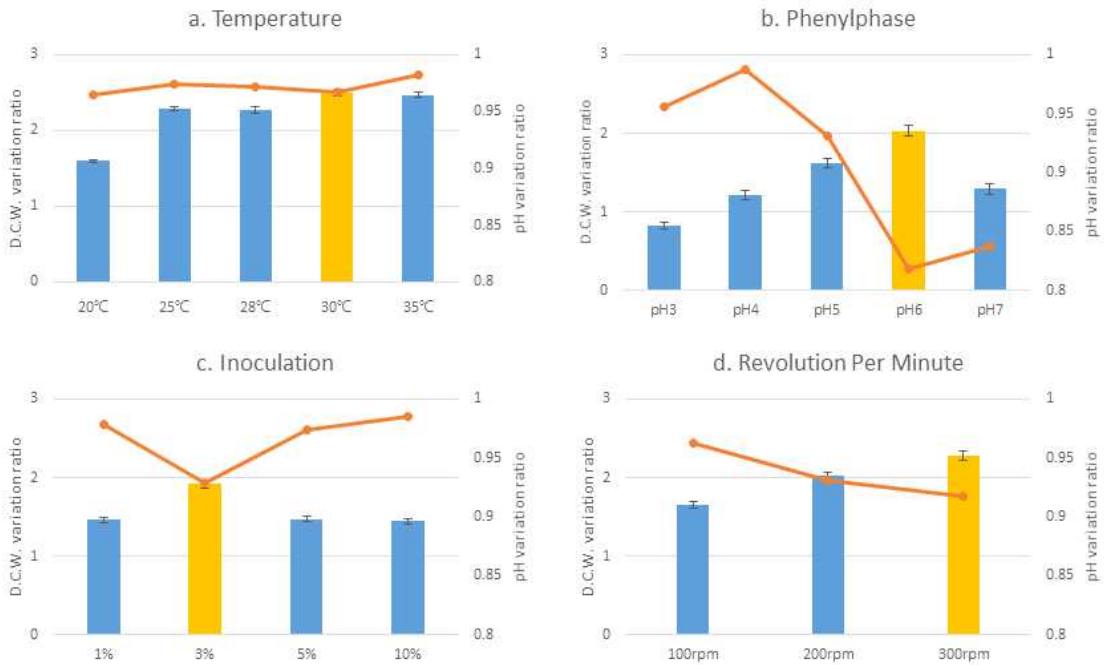 a. Temperature
D.C.W. variation ratio
3
2
1
0
1
0.95
0.9
0.85
0.8
pH variation ratio
20℃ 25℃ 28℃ 30℃ 35℃
b. Phenylphase
D.C.W. variation ratio
3
2
1
0
1
0.95
0.9
0.85
0.8
pH variation ratio
pH3 pH4 pH5 pH6 pH7
c. Inoculation
D.C.W. variation ratio
3
2
1
0
1
0.95
0.9
0.85
0.8
pH variation ratio
1% 3% 5% 10%
d. Revolution Per Minute
D.C.W. variation ratio
3
2
1
0
1
0.95
0.9
0.85
0.8
pH variation ratio
100rpm 200rpm 300rpm